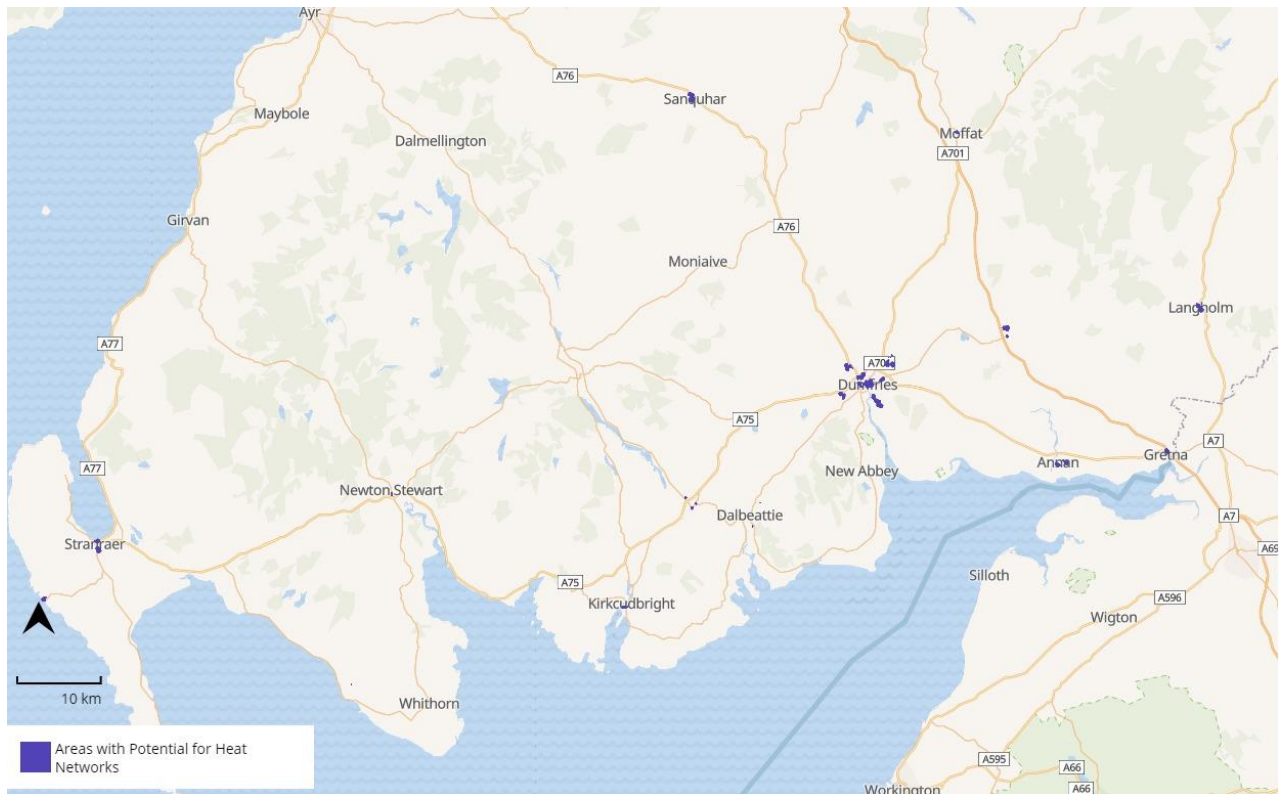 Ayr
A76
Sanquhar
Maybole
Dalmellington
Moffat
A701
Girvan
A76
Moniaive
Langholm
A77
A701
Dumfries
A75
A7
Gretna
Annan
A77
New Abbey
Newton Stewart
Dalbeattie
A7
Stranraer
A69
Silloth
A75
Kirkcudbright
A596
Wigton
10 km
Whithorn
Areas with Potential for Heat
Networks
A595
A66
A66
Workington